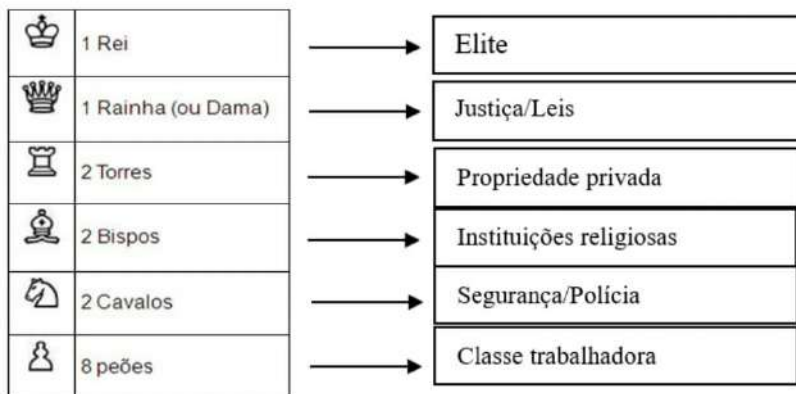 1 Rei
Elite
1 Rainha (ou Dama)
Justiça/Leis
2 Torres
Propriedade privada
2 Bispos
Instituições religiosas
2 Cavalos
Segurança/Polícia
8 peões
Classe trabalhadora